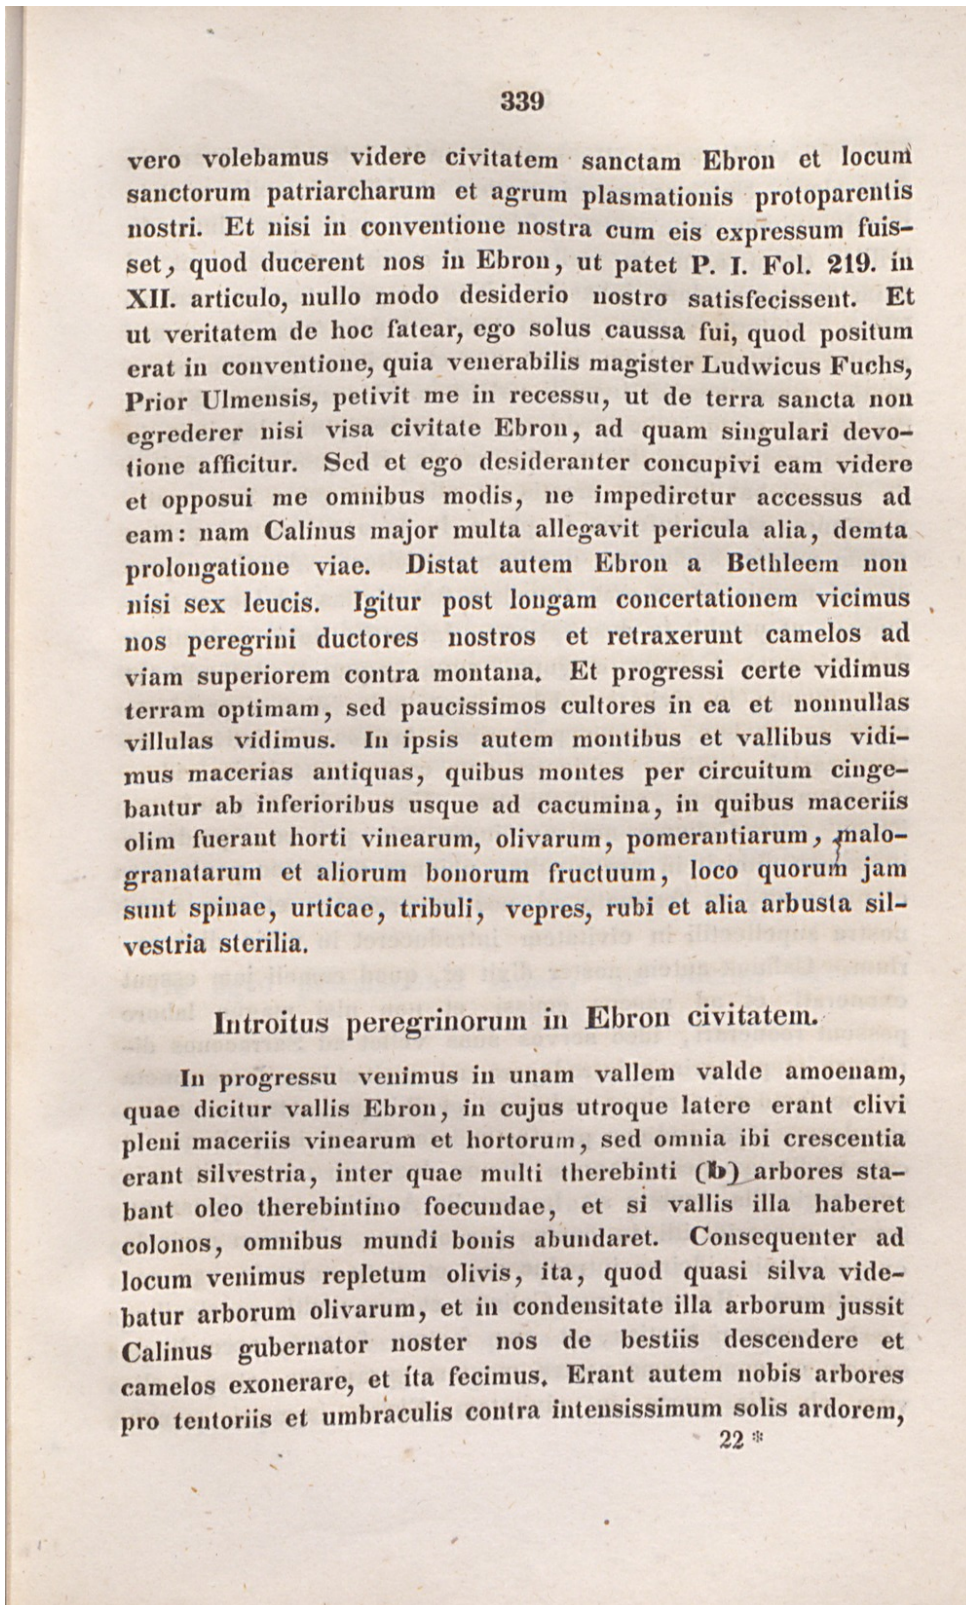 339
vero volebamus videre civitatem sanctam Ebron et locum
sanctorum patriarcharum et agrum plasmationis protoparentis
nostri. Et nisi in conventione nostra cum eis expressum fuis-
set, quod ducerent nos in Ebron, ut patet P. I. Fol. 219. in
XII. articulo, nullo modo desiderio nostro satisfecissent. Et
ut veritatem de hoc fatear, ego solus caussa fui, quod positum
erat in conventione, quia venerabilis magister Ludwicus Fuchs,
Prior Ulmensis, petivit me in recessu, ut de terra sancta non
egrederer nisi visa civitate Ebron, ad quam singulari devo-
tione afficitur. Sed et ego desideranter concupivi eam videre
et opposui me omnibus modis, ne impediretur accessus ad
eam: nam Calinus major multa allegavit pericula alia, demta
prolongatione viae. Distat autem Ebron a Bethleem non
nisi sex leucis. Igitur post longam concertationem vicimus
nos peregrini ductores nostros et retraxerunt camelos ad
viam superiorem contra montana. Et progressi certe vidimus
terram optimam, sed paucissimos cultores in ea et nonnullas
villulas vidimus. In ipsis autem montibus et vallibus vidi-
mus macerias antiquas, quibus montes per circuitum cinge-
bantur ab inferioribus usque ad cacumina, in quibus maceriis
olim fuerant horti vinearum, olivarum, pomerantiarum, malo-
granatarum et aliorum bonorum fructuum, loco quorum jam
sunt spinae, urticae, tribuli, vepres, rubi et alia arbusta sil-
vestria sterilia.
Introitus peregrinorum in Ebron civitatem.
In progressu venimus in unam vallem valde amoenam,
quae dicitur vallis Ebron, in cujus utroque latere erant clivi
pleni maceriis vinearum et hortorum, sed omnia ibi crescentia
erant silvestria, inter quae multi therebinti (b) arbores sta-
bant oleo therebintino foecundae, et si vallis illa haberet
colonos, omnibus mundi bonis abundaret. Consequenter ad
locum venimus repletum olivis, ita, quod quasi silva vide-
batur arborum olivarum, et in condensitate illa arborum jussit
Calinus gubernator noster nos de bestiis descendere et
camelos exonerare, et íta fecimus. Erant autem nobis arbores
pro tentoriis et umbraculis contra intensissimum solis ardorem,
22 *